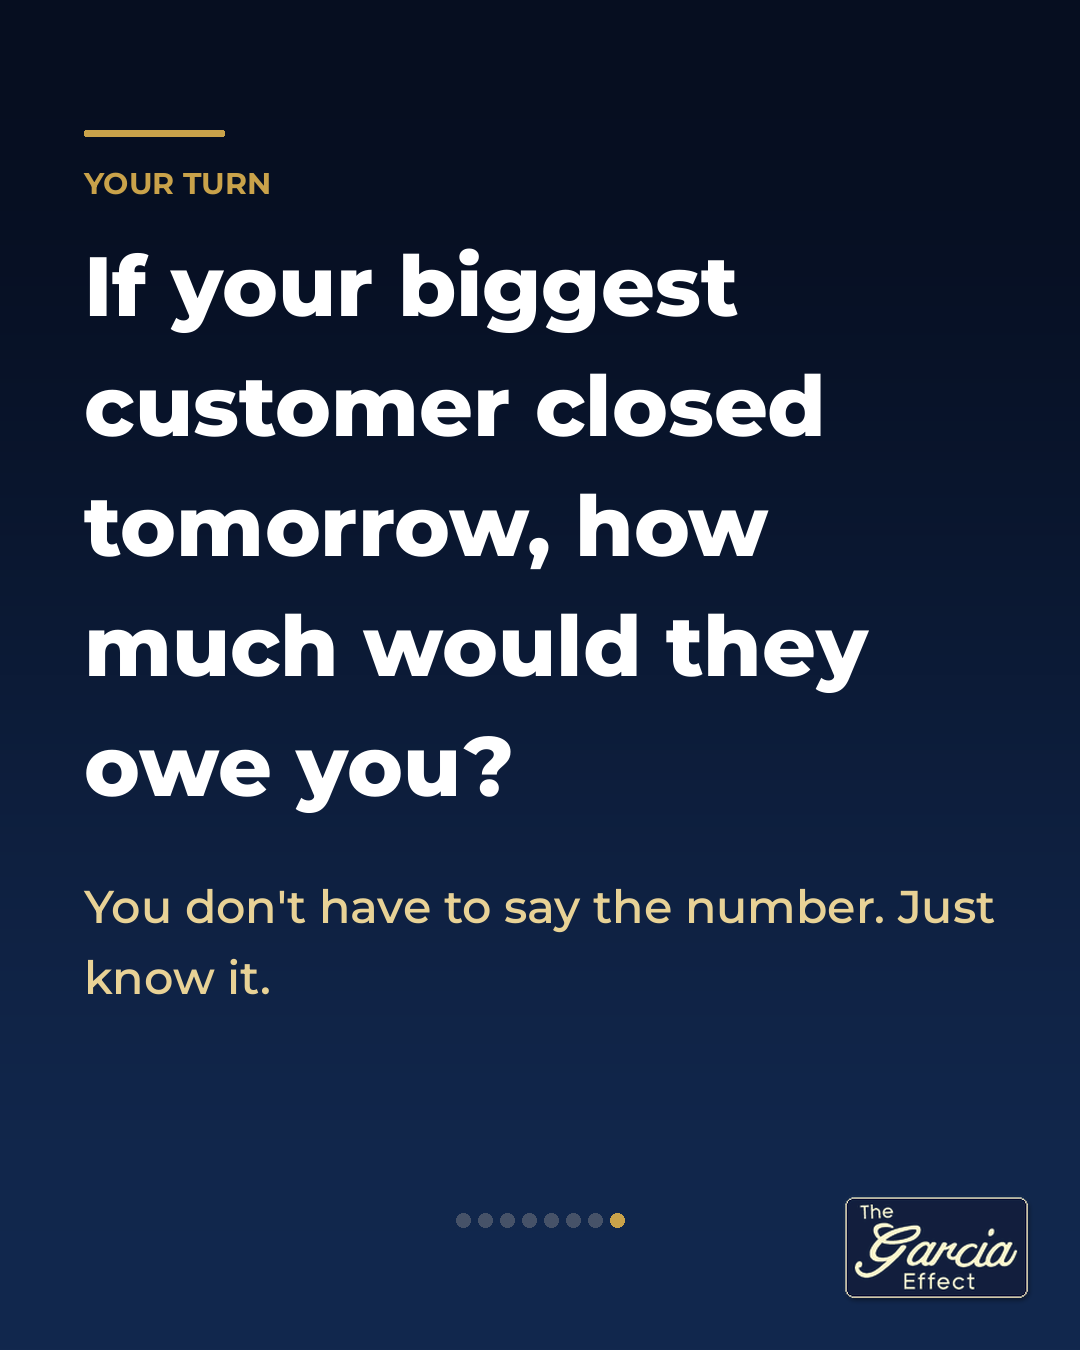 YOUR TURN
If your biggest
customer closed
tomorrow, how
much would they
owe you?
You don't have to say the number. Just
know it.
The
Garcia
Effect